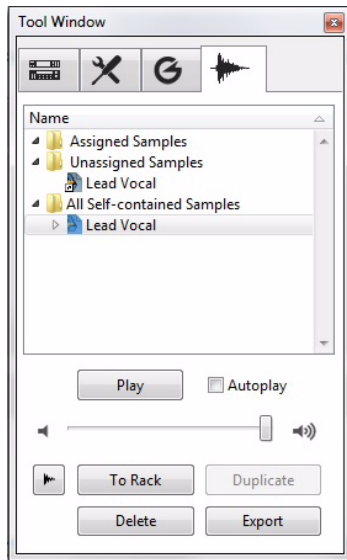 Tool Window
Name
Assigned Samples
Unassigned Samples
Lead Vocal
All Self-contained Samples
Lead Vocal
Play Autoplay
To Rack Duplicate
Delete Export